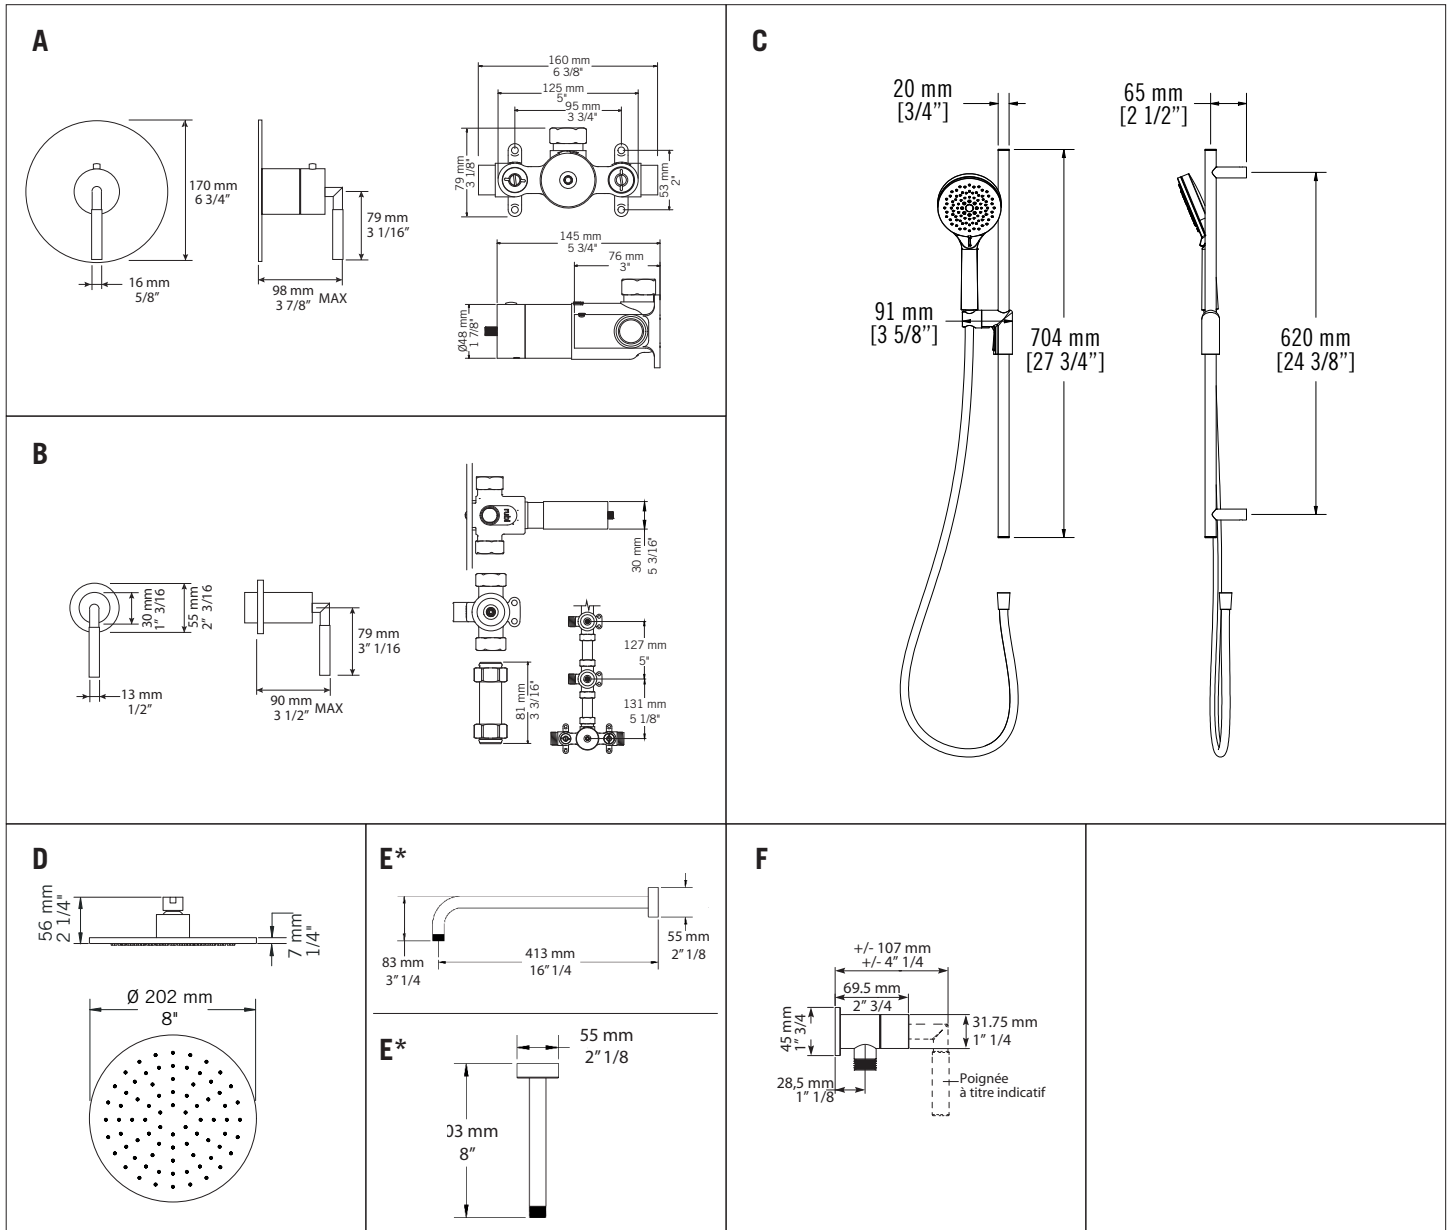 A
170 mm
6 3/4"
16 mm
5/8"
79 mm
3 1/16"
98 mm
3 7/8" MAX
160 mm
6 3/8"
125 mm
5"
95 mm
3 3/4"
79 mm
3 1/8"
53 mm
2"
145 mm
5 3/4"
76 mm
3"
Ø48 mm
1 7/8"
B
30 mm
1" 3/16
55 mm
2" 3/16
13 mm
1/2"
79 mm
3" 1/16
90 mm
3 1/2" MAX
rubi
30 mm
5 3/16"
81 mm
3 3/16"
127 mm
5"
131 mm
5 1/8"
C
20 mm
[3/4"]
65 mm
[2 1/2"]
91 mm
[3 5/8"]
704 mm
[27 3/4"]
620 mm
[24 3/8"]
D
56 mm
2 1/4"
7 mm
1/4"
Ø 202 mm
8"
E*
83 mm
3" 1/4
413 mm
16" 1/4
55 mm
2" 1/8
E*
55 mm
2" 1/8
03 mm
8"
F
+/- 107 mm
+/- 4" 1/4
69.5 mm
2" 3/4
45 mm
1" 3/4
31.75 mm
1" 1/4
28,5 mm
1" 1/8
Poignée
à titre indicatif